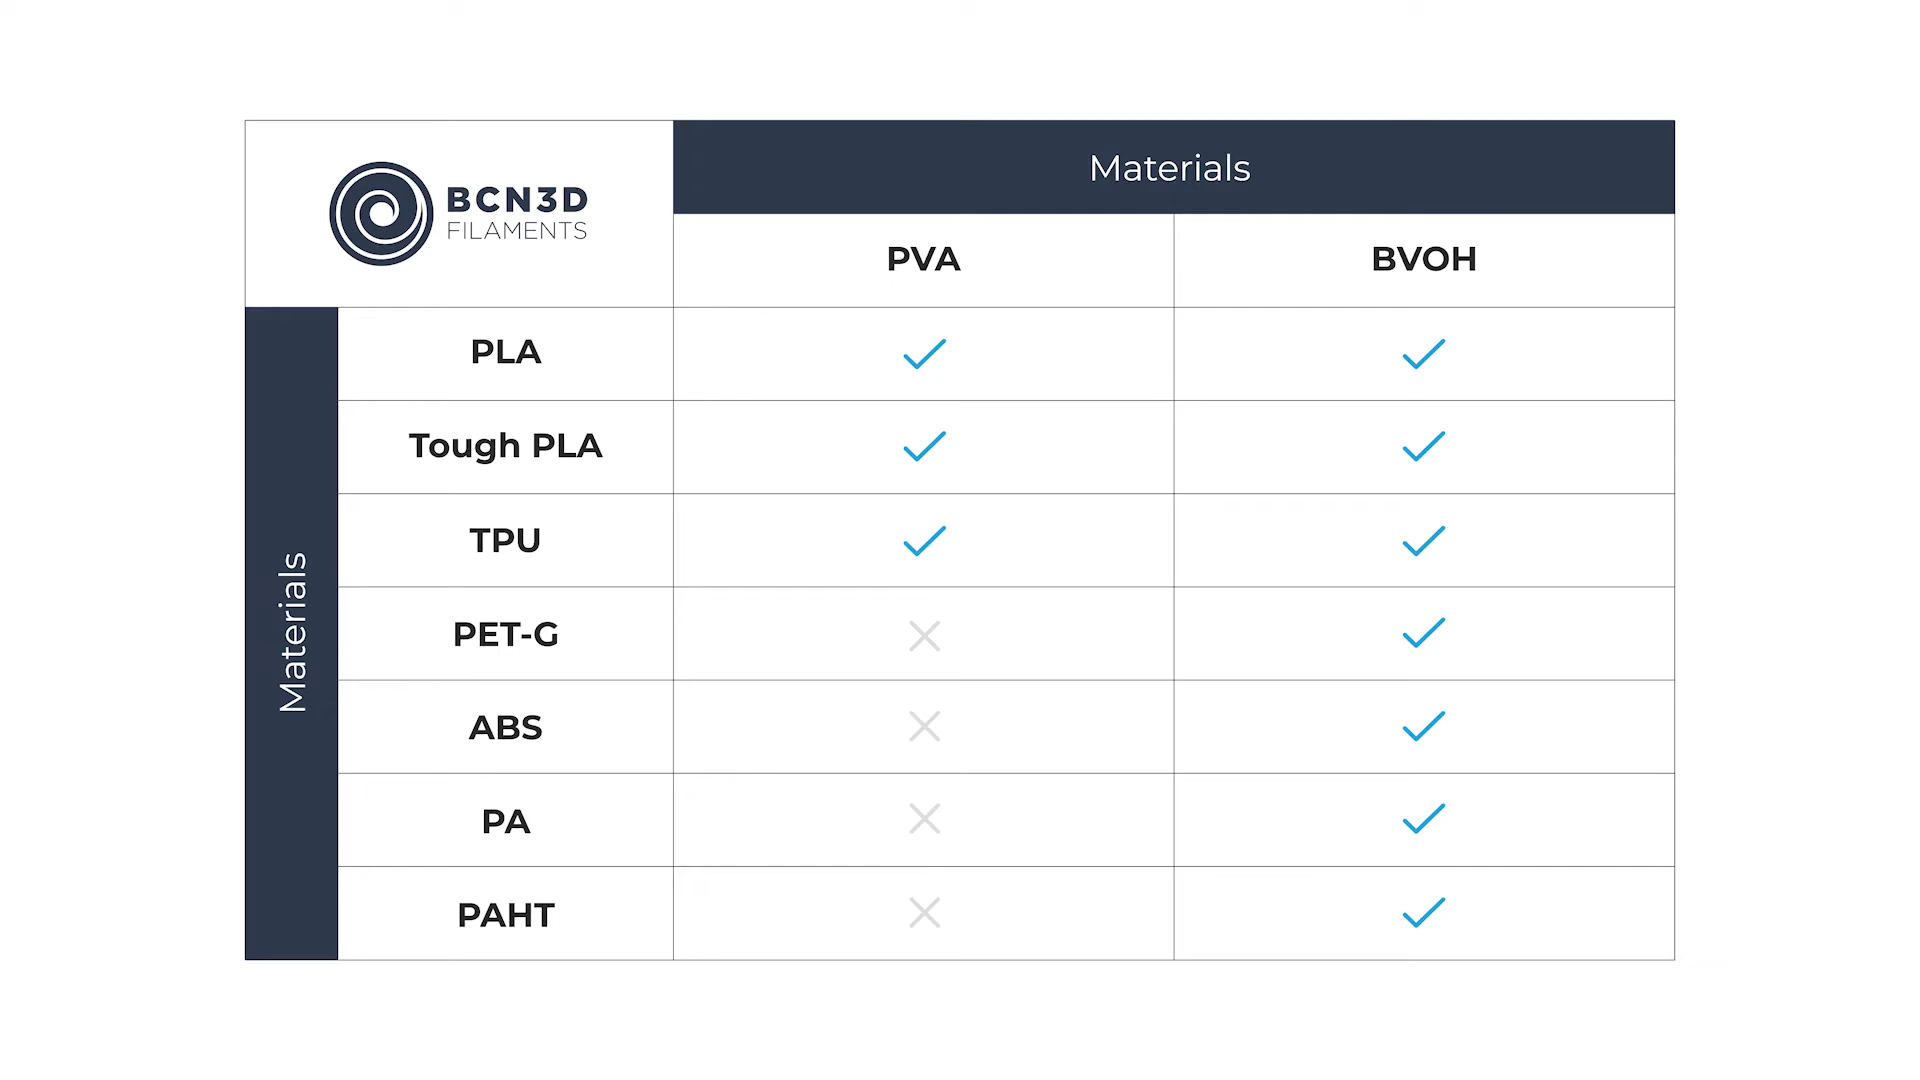 BCN3D
FILAMENTS
Materials
PVA
BVOH
Materials
PLA
Tough PLA
TPU
PET-G
ABS
PA
PAHT